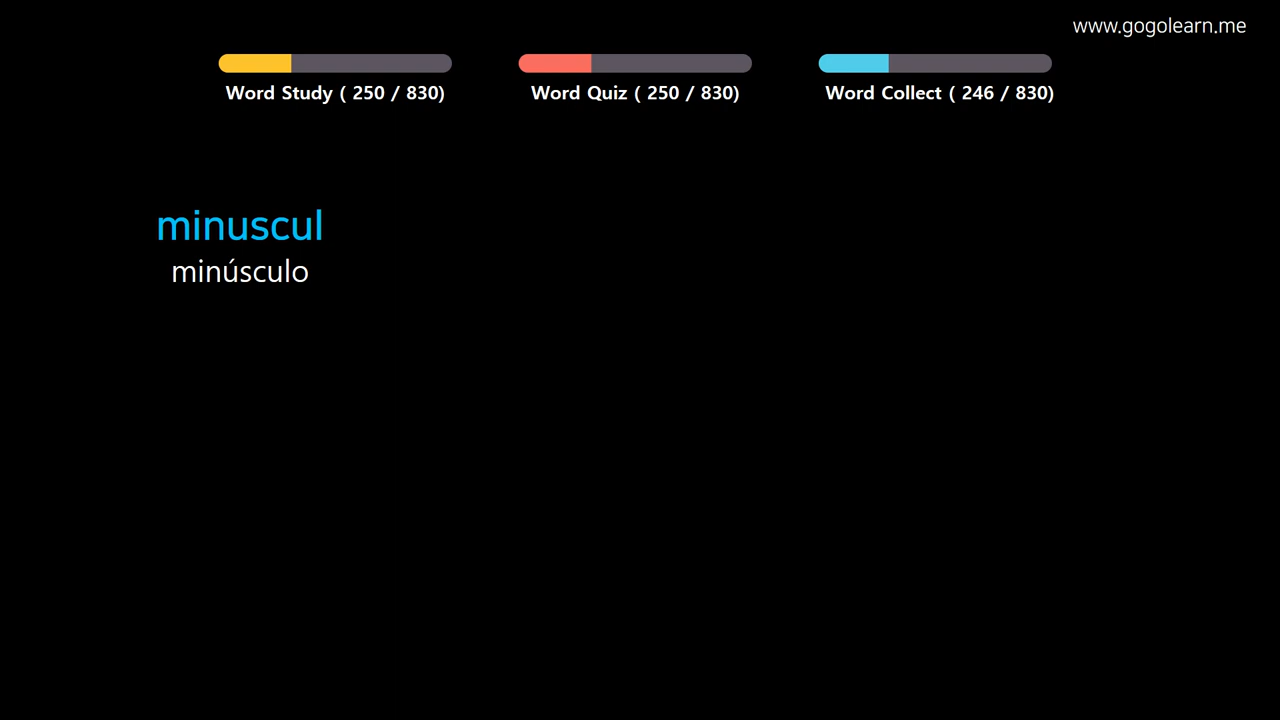 www.gogolearn.me
Word Study ( 250 / 830)
Word Quiz ( 250 / 830)
Word Collect ( 246 / 830)
minuscul
minúsculo